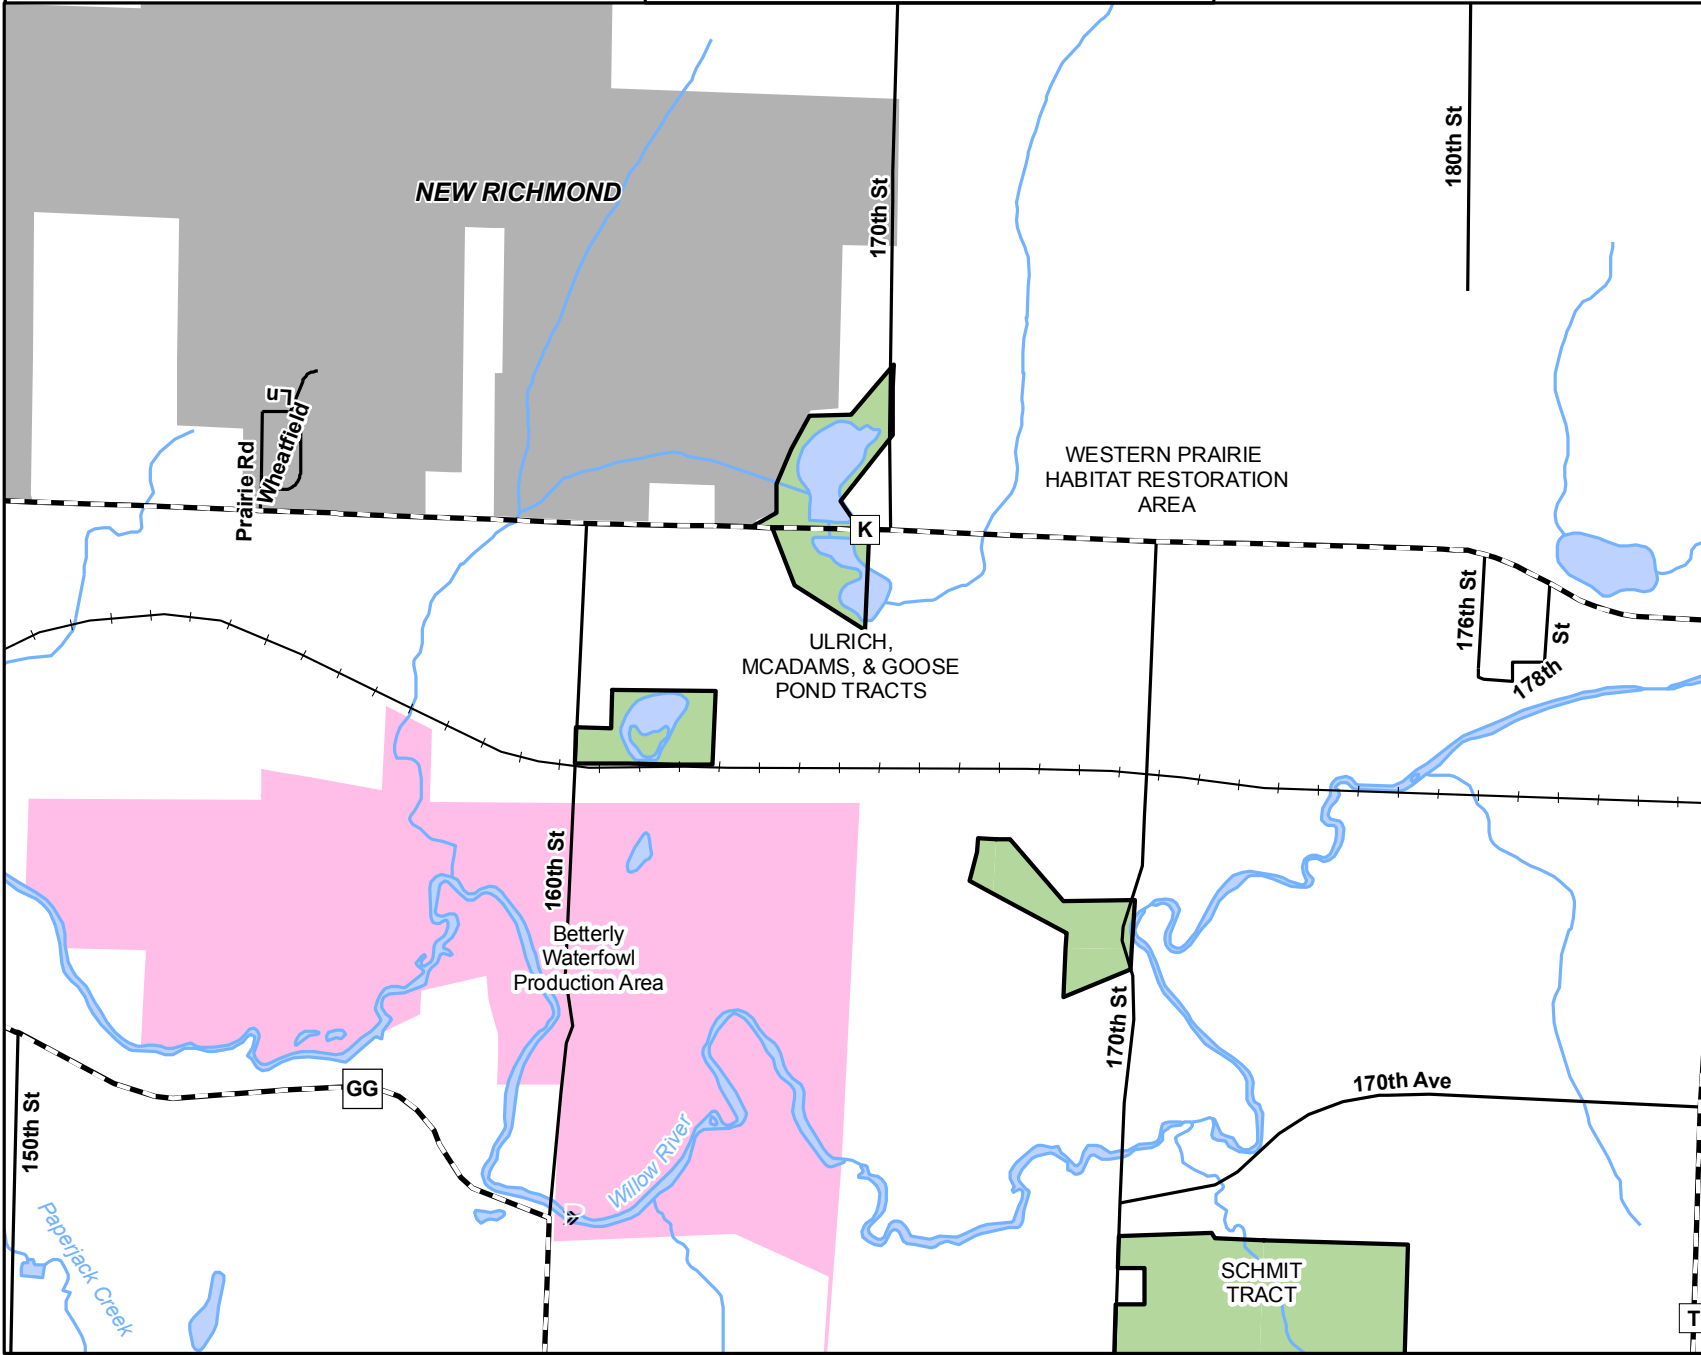 180th St
NEW RICHMOND
170th St
Wheatfield
Prairie Rd
WESTERN PRAIRIE
HABITAT RESTORATION
AREA
K
176th St
178th St
ULRICH,
MCADAMS, & GOOSE
POND TRACTS
160th St
Betterly
Waterfowl
Production Area
170th St
GG
170th Ave
150th St
Willow River
Paperjack Creek
SCHMIT
TRACT
T